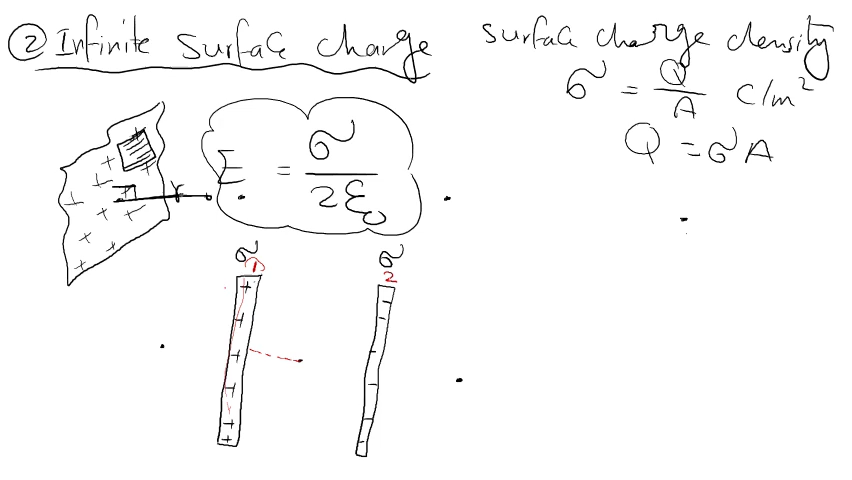 ② Infinite Surface charge
surface charge density
σ = Q/A C/m²
Q = σA
E = σ/2ε₀
r
σ1
σ2